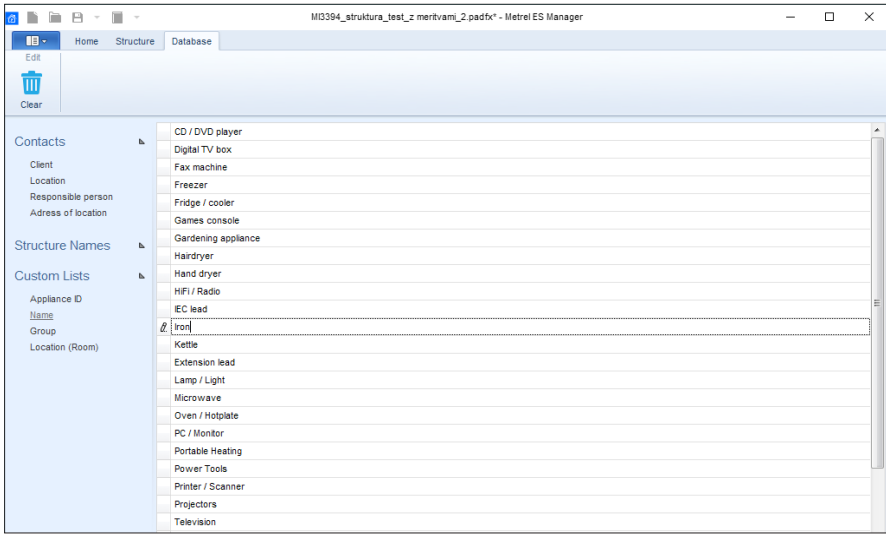 MI3394_struktura_test_z meritvami_2.padfx* - Metrel ES Manager
Home Structure Database
Edit
Clear
Contacts
Client
Location
Responsible person
Adress of location
Structure Names
Custom Lists
Appliance ID
Name
Group
Location (Room)
CD / DVD player
Digital TV box
Fax machine
Freezer
Fridge / cooler
Games console
Gardening appliance
Hairdryer
Hand dryer
HiFi / Radio
IEC lead
Iron
Kettle
Extension lead
Lamp / Light
Microwave
Oven / Hotplate
PC / Monitor
Portable Heating
Power Tools
Printer / Scanner
Projectors
Television